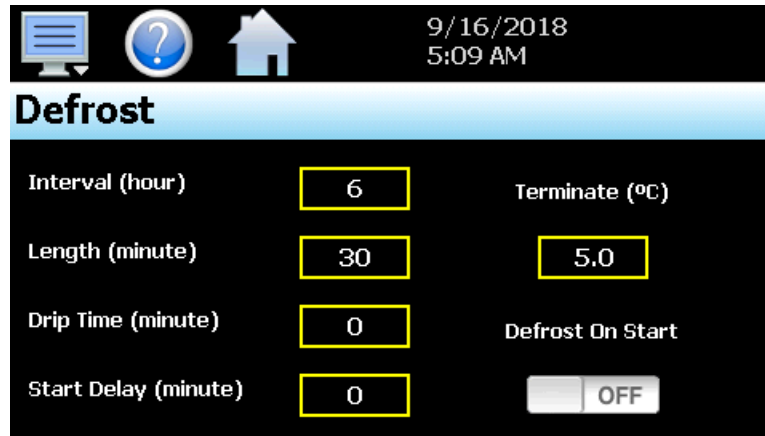 ?
9/16/2018
5:09 AM
Defrost
Interval (hour) 6 Terminate (ºC)
Length (minute) 30 5.0
Drip Time (minute) 0 Defrost On Start
Start Delay (minute) 0 OFF